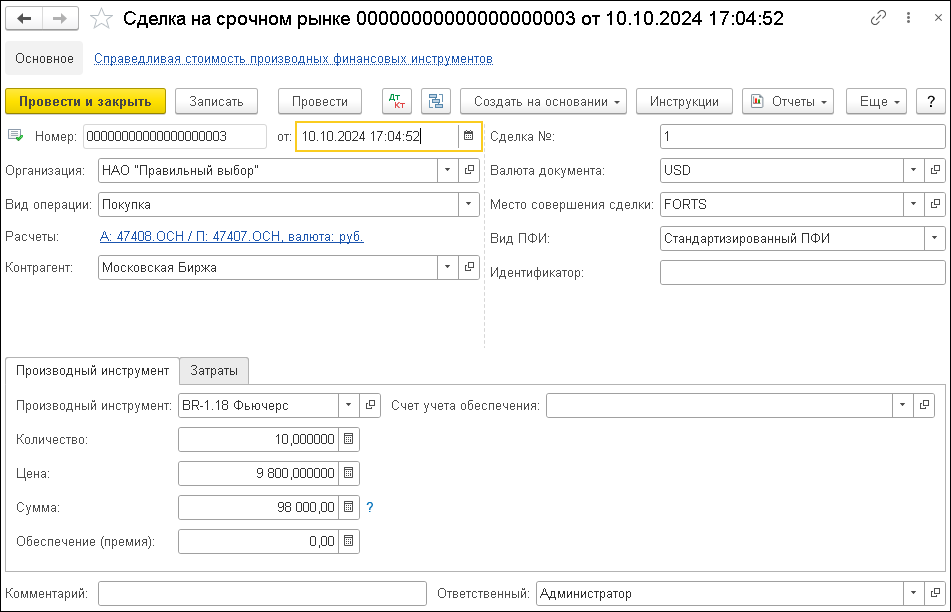 Сделка на срочном рынке 00000000000000000003 от 10.10.2024 17:04:52
Основное Справедливая стоимость производных финансовых инструментов
Провести и закрыть Записать Провести Дт Кт Создать на основании Инструкции Отчеты Еще ?
Номер: 00000000000000000003 от: 10.10.2024 17:04:52 Сделка №: 1
Организация: НАО "Правильный выбор" Валюта документа: USD
Вид операции: Покупка Место совершения сделки: FORTS
Расчеты: А: 47408.ОСН / П: 47407.ОСН, валюта: руб. Вид ПФИ: Стандартизированный ПФИ
Контрагент: Московская Биржа Идентификатор:
Производный инструмент Затраты
Производный инструмент: BR-1.18 Фьючерс Счет учета обеспечения:
Количество: 10,000000
Цена: 9 800,000000
Сумма: 98 000,00 ?
Обеспечение (премия): 0,00
Комментарий: Ответственный: Администратор